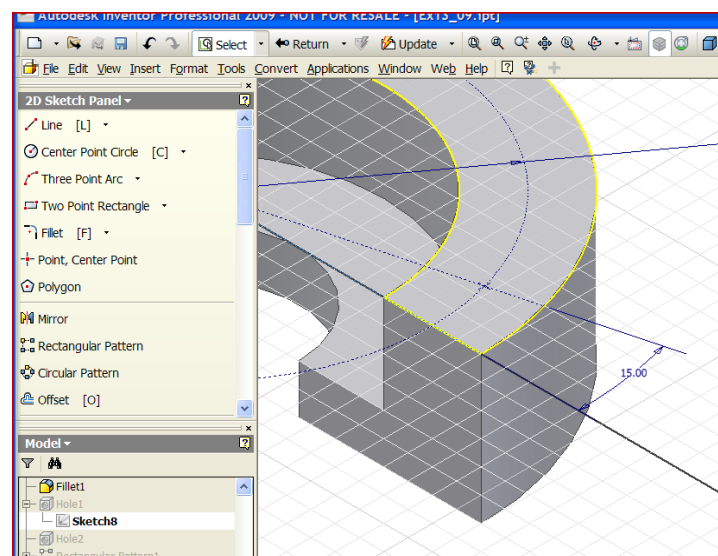 Autodesk Inventor Professional 2009 - NOT FOR RESALE - [Ex13_09.ipt]
Select Return Update
File Edit View Insert Format Tools Convert Applications Window Web Help
2D Sketch Panel
Line [L]
Center Point Circle [C]
Three Point Arc
Two Point Rectangle
Fillet [F]
Point, Center Point
Polygon
Mirror
Rectangular Pattern
Circular Pattern
Offset [O]
15.00
Model
Fillet1
Hole1
Sketch8
Hole2
Rectangular Pattern1